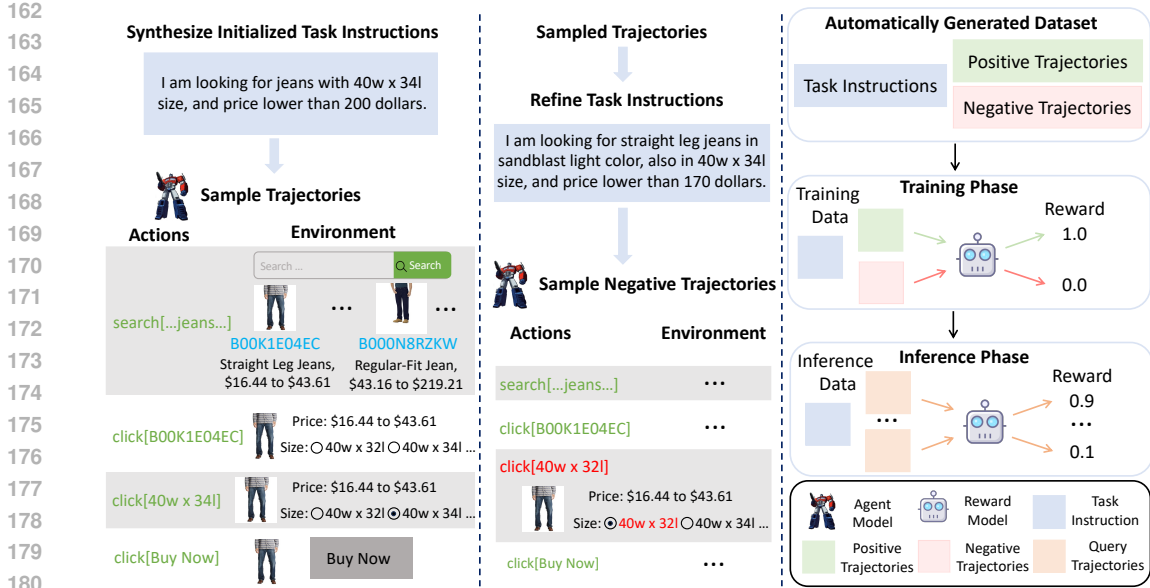 162
163
164
165
166
167
168
169
170
171
172
173
174
175
176
177
178
179
180
Synthesize Initialized Task Instructions
I am looking for jeans with 40w x 34l
size, and price lower than 200 dollars.
Sample Trajectories
Actions
Environment
Search ...
Search
search[...jeans...]
...
...
B00K1E04EC
B000N8RZKW
Straight Leg Jeans,
$16.44 to $43.61
Regular-Fit Jean,
$43.16 to $219.21
click[B00K1E04EC]
Price: $16.44 to $43.61
Size: 40w x 32l 40w x 34l ...
click[40w x 34l]
Price: $16.44 to $43.61
Size: 40w x 32l 40w x 34l ...
click[Buy Now]
Buy Now
Sampled Trajectories
Refine Task Instructions
I am looking for straight leg jeans in
sandblast light color, also in 40w x 34l
size, and price lower than 170 dollars.
Sample Negative Trajectories
Actions
Environment
search[...jeans...]
...
click[B00K1E04EC]
...
click[40w x 32l]
Price: $16.44 to $43.61
Size: 40w x 32l 40w x 34l ...
click[Buy Now]
...
Automatically Generated Dataset
Task Instructions
Positive Trajectories
Negative Trajectories
Training Phase
Training
Data
Reward
1.0
0.0
Inference Phase
Inference
Data
...
Reward
0.9
...
0.1
Agent
Model
Reward
Model
Task
Instruction
Positive
Trajectories
Negative
Trajectories
Query
Trajectories